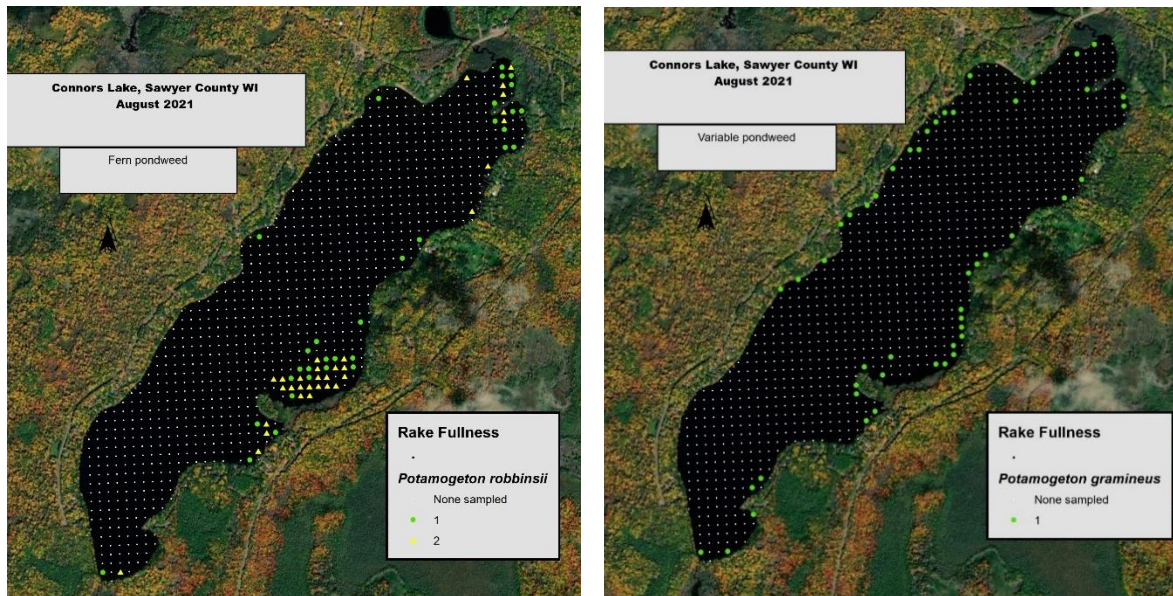 Connors Lake, Sawyer County WI
August 2021
Fern pondweed
Rake Fullness
Potamogeton robbinsii
None sampled
1
2
Connors Lake, Sawyer County WI
August 2021
Variable pondweed
Rake Fullness
Potamogeton gramineus
None sampled
1